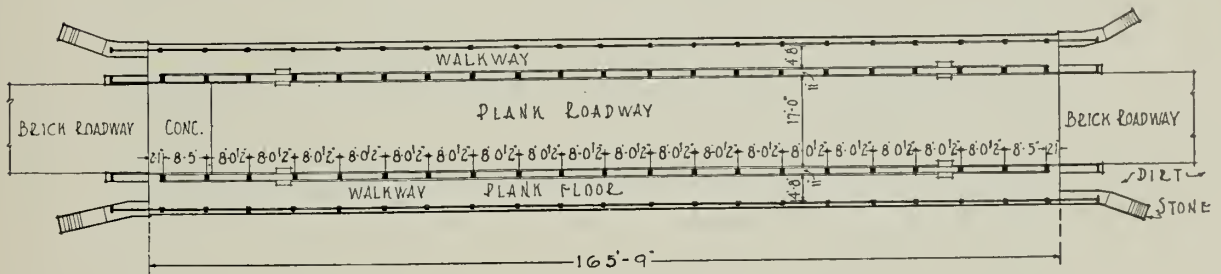 WALKWAY
4'8"
11"
PLANK ROADWAY
17'-0"
BRICK ROADWAY
CONC.
BRICK ROADWAY
2'1" 8'-5" 8'-0½" 8'-0½" 8'-0½" 8'-0½" 8'-0½" 8'-0½" 8'-0½" 8'-0½" 8'-0½" 8'-0½" 8'-0½" 8'-0½" 8'-0½" 8'-0½" 8'-0½" 8'-0½" 8'-0½" 8'-0½" 8'-5" 2'1"
11"
DIRT
WALKWAY PLANK FLOOR
4'-8"
STONE
165'-9"